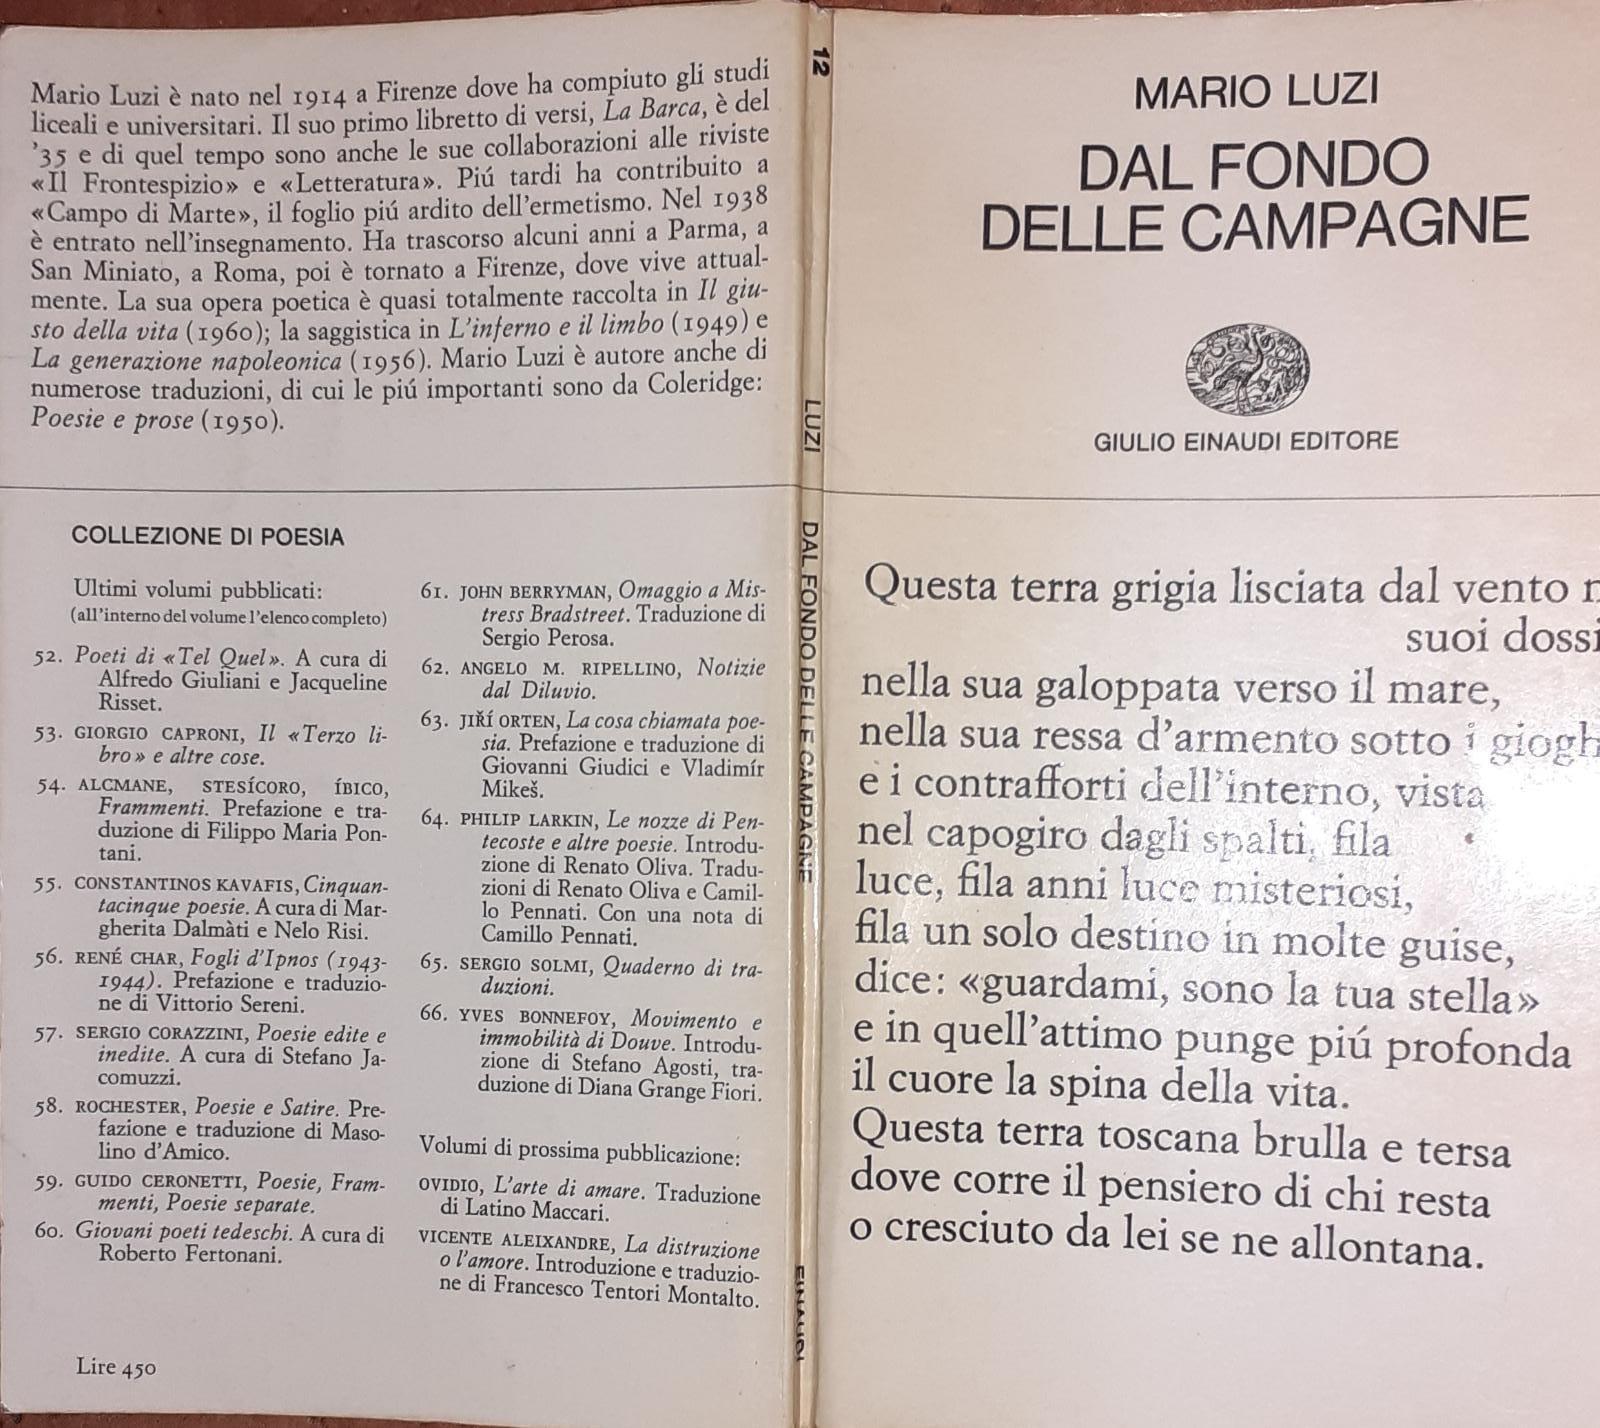 Mario Luzi è nato nel 1914 a Firenze dove ha compiuto gli studi
liceali e universitari. Il suo primo libretto di versi, La Barca, è del
'35 e di quel tempo sono anche le sue collaborazioni alle riviste
«Il Frontespizio» e «Letteratura». Piú tardi ha contribuito a
«Campo di Marte», il foglio piú ardito dell'ermetismo. Nel 1938
è entrato nell'insegnamento. Ha trascorso alcuni anni a Parma, a
San Miniato, a Roma, poi è tornato a Firenze, dove vive attual-
mente. La sua opera poetica è quasi totalmente raccolta in Il giu-
sto della vita (1960); la saggistica in L'inferno e il limbo (1949) e
La generazione napoleonica (1956). Mario Luzi è autore anche di
numerose traduzioni, di cui le piú importanti sono da Coleridge:
Poesie e prose (1950).
COLLEZIONE DI POESIA
Ultimi volumi pubblicati:
(all'interno del volume l'elenco completo)
52. Poeti di «Tel Quel». A cura di
Alfredo Giuliani e Jacqueline
Risset.
53. GIORGIO CAPRONI, Il «Terzo li-
bro» e altre cose.
54. ALCMANE, STESÍCORO, ÍBICO,
Frammenti. Prefazione e tra-
duzione di Filippo Maria Pon-
tani.
55. CONSTANTINOS KAVAFIS, Cinquan-
tacinque poesie. A cura di Mar-
gherita Dalmàti e Nelo Risi.
56. RENÉ CHAR, Fogli d'Ipnos (1943-
1944). Prefazione e traduzio-
ne di Vittorio Sereni.
57. SERGIO CORAZZINI, Poesie edite e
inedite. A cura di Stefano Ja-
comuzzi.
58. ROCHESTER, Poesie e Satire. Pre-
fazione e traduzione di Maso-
lino d'Amico.
59. GUIDO CERONETTI, Poesie, Fram-
menti, Poesie separate.
60. Giovani poeti tedeschi. A cura di
Roberto Fertonani.
61. JOHN BERRYMAN, Omaggio a Mis-
tress Bradstreet. Traduzione di
Sergio Perosa.
62. ANGELO M. RIPELLINO, Notizie
dal Diluvio.
63. JIŘÍ ORTEN, La cosa chiamata poe-
sia. Prefazione e traduzione di
Giovanni Giudici e Vladimír
Mikeš.
64. PHILIP LARKIN, Le nozze di Pen-
tecoste e altre poesie. Introdu-
zione di Renato Oliva. Tradu-
zioni di Renato Oliva e Camil-
lo Pennati. Con una nota di
Camillo Pennati.
65. SERGIO SOLMI, Quaderno di tra-
duzioni.
66. YVES BONNEFOY, Movimento e
immobilità di Douve. Introdu-
zione di Stefano Agosti, tra-
duzione di Diana Grange Fiori.
Volumi di prossima pubblicazione:
OVIDIO, L'arte di amare. Traduzione
di Latino Maccari.
VICENTE ALEIXANDRE, La distruzione
o l'amore. Introduzione e traduzio-
ne di Francesco Tentori Montalto.
Lire 450
12
LUZI
DAL FONDO DELLE CAMPAGNE
EINAUDI
MARIO LUZI
DAL FONDO
DELLE CAMPAGNE
GIULIO EINAUDI EDITORE
Questa terra grigia lisciata dal vento
suoi dossi
nella sua galoppata verso il mare,
nella sua ressa d'armento sotto i giogh
e i contrafforti dell'interno, vista
nel capogiro dagli spalti, fila
luce, fila anni luce misteriosi,
fila un solo destino in molte guise,
dice: «guardami, sono la tua stella»
e in quell'attimo punge piú profonda
il cuore la spina della vita.
Questa terra toscana brulla e tersa
dove corre il pensiero di chi resta
o cresciuto da lei se ne allontana.